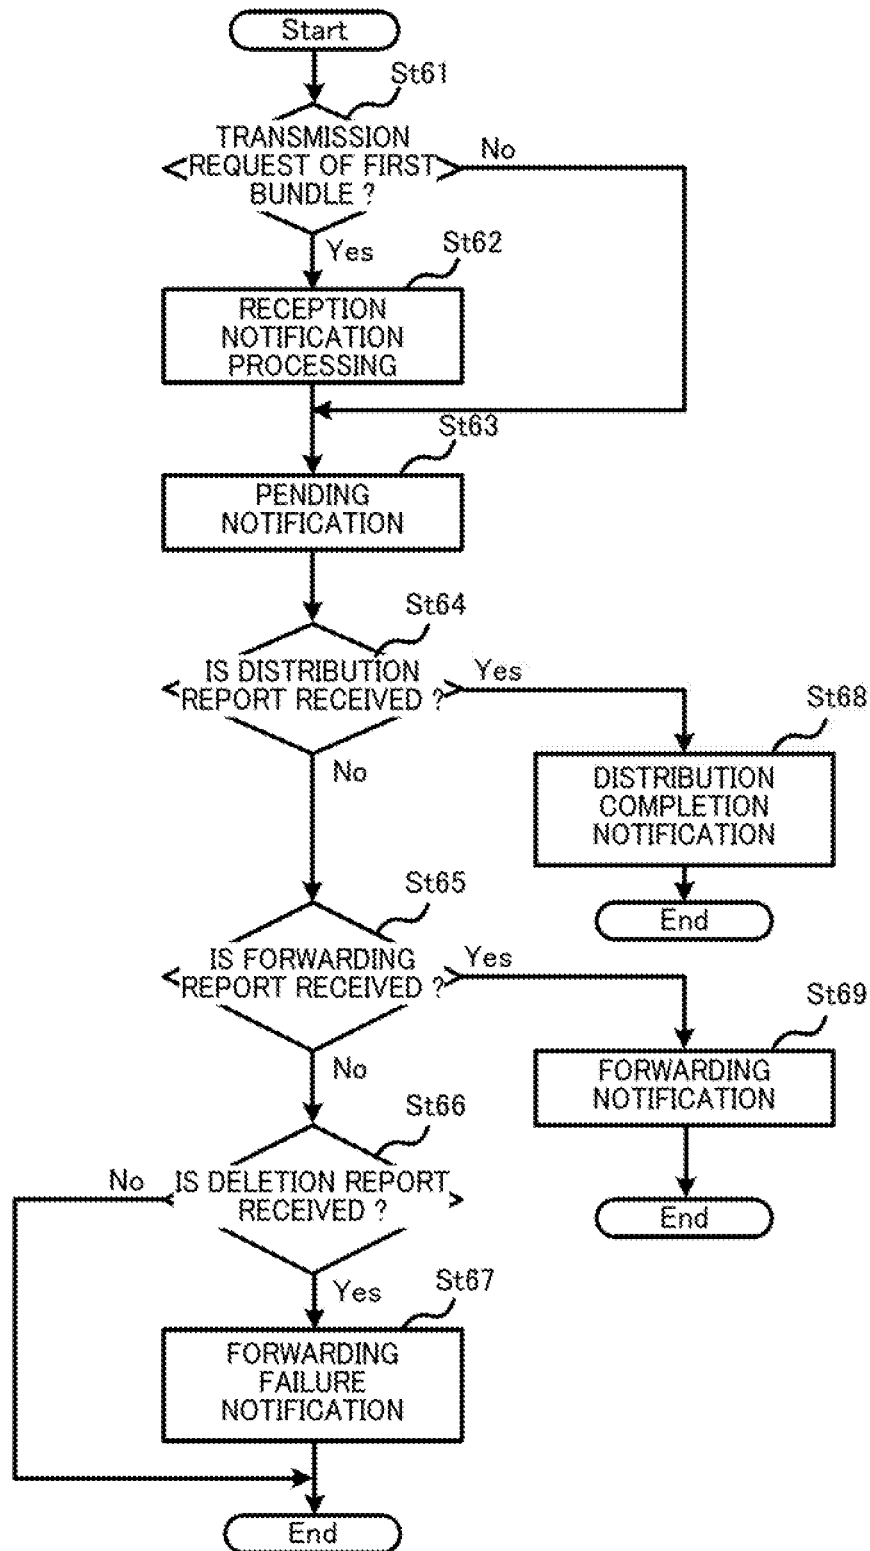 Start
St61
TRANSMISSION
REQUEST OF FIRST
BUNDLE ?
No
Yes
St62
RECEPTION
NOTIFICATION
PROCESSING
St63
PENDING
NOTIFICATION
St64
IS DISTRIBUTION
REPORT RECEIVED ?
Yes
No
St68
DISTRIBUTION
COMPLETION
NOTIFICATION
End
St65
IS FORWARDING
REPORT RECEIVED ?
Yes
No
St69
FORWARDING
NOTIFICATION
End
St66
IS DELETION REPORT
RECEIVED ?
No
Yes
St67
FORWARDING
FAILURE
NOTIFICATION
End